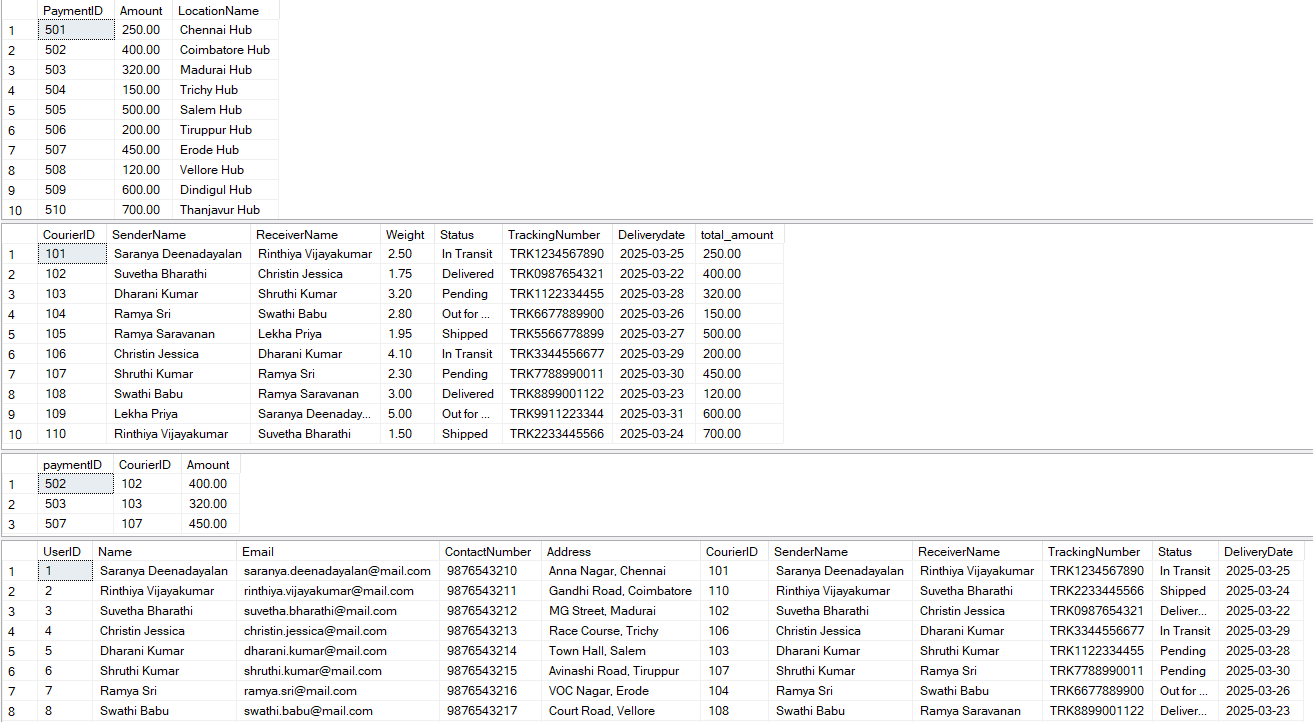 PaymentID Amount LocationName
1 501 250.00 Chennai Hub
2 502 400.00 Coimbatore Hub
3 503 320.00 Madurai Hub
4 504 150.00 Trichy Hub
5 505 500.00 Salem Hub
6 506 200.00 Tiruppur Hub
7 507 450.00 Erode Hub
8 508 120.00 Vellore Hub
9 509 600.00 Dindigul Hub
10 510 700.00 Thanjavur Hub
CourierID SenderName ReceiverName Weight Status TrackingNumber Deliverydate total_amount
1 101 Saranya Deenadayalan Rinthiya Vijayakumar 2.50 In Transit TRK1234567890 2025-03-25 250.00
2 102 Suvetha Bharathi Christin Jessica 1.75 Delivered TRK0987654321 2025-03-22 400.00
3 103 Dharani Kumar Shruthi Kumar 3.20 Pending TRK1122334455 2025-03-28 320.00
4 104 Ramya Sri Swathi Babu 2.80 Out for ... TRK6677889900 2025-03-26 150.00
5 105 Ramya Saravanan Lekha Priya 1.95 Shipped TRK5566778899 2025-03-27 500.00
6 106 Christin Jessica Dharani Kumar 4.10 In Transit TRK3344556677 2025-03-29 200.00
7 107 Shruthi Kumar Ramya Sri 2.30 Pending TRK7788990011 2025-03-30 450.00
8 108 Swathi Babu Ramya Saravanan 3.00 Delivered TRK8899001122 2025-03-23 120.00
9 109 Lekha Priya Saranya Deenaday... 5.00 Out for ... TRK9911223344 2025-03-31 600.00
10 110 Rinthiya Vijayakumar Suvetha Bharathi 1.50 Shipped TRK2233445566 2025-03-24 700.00
paymentID CourierID Amount
1 502 102 400.00
2 503 103 320.00
3 507 107 450.00
UserID Name Email ContactNumber Address CourierID SenderName ReceiverName TrackingNumber Status DeliveryDate
1 1 Saranya Deenadayalan saranya.deenadayalan@mail.com 9876543210 Anna Nagar, Chennai 101 Saranya Deenadayalan Rinthiya Vijayakumar TRK1234567890 In Transit 2025-03-25
2 2 Rinthiya Vijayakumar rinthiya.vijayakumar@mail.com 9876543211 Gandhi Road, Coimbatore 110 Rinthiya Vijayakumar Suvetha Bharathi TRK2233445566 Shipped 2025-03-24
3 3 Suvetha Bharathi suvetha.bharathi@mail.com 9876543212 MG Street, Madurai 102 Suvetha Bharathi Christin Jessica TRK0987654321 Deliver... 2025-03-22
4 4 Christin Jessica christin.jessica@mail.com 9876543213 Race Course, Trichy 106 Christin Jessica Dharani Kumar TRK3344556677 In Transit 2025-03-29
5 5 Dharani Kumar dharani.kumar@mail.com 9876543214 Town Hall, Salem 103 Dharani Kumar Shruthi Kumar TRK1122334455 Pending 2025-03-28
6 6 Shruthi Kumar shruthi.kumar@mail.com 9876543215 Avinashi Road, Tiruppur 107 Shruthi Kumar Ramya Sri TRK7788990011 Pending 2025-03-30
7 7 Ramya Sri ramya.sri@mail.com 9876543216 VOC Nagar, Erode 104 Ramya Sri Swathi Babu TRK6677889900 Out for ... 2025-03-26
8 8 Swathi Babu swathi.babu@mail.com 9876543217 Court Road, Vellore 108 Swathi Babu Ramya Saravanan TRK8899001122 Deliver... 2025-03-23